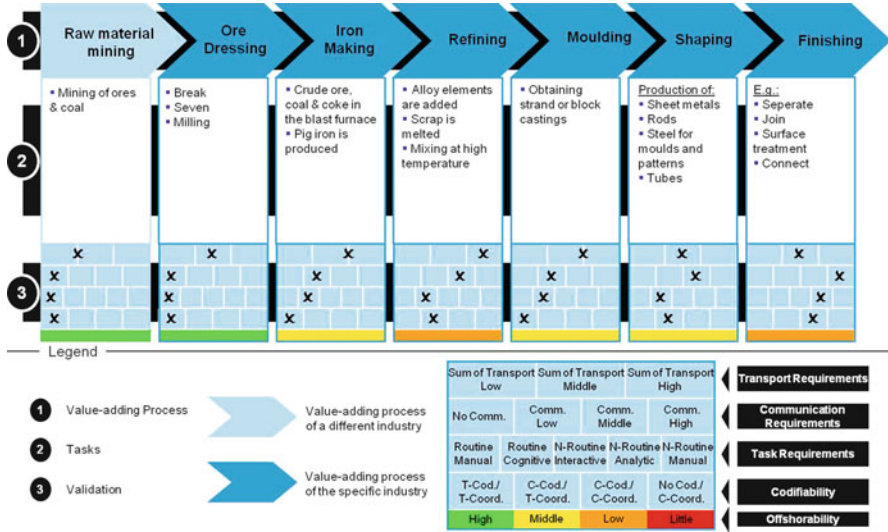 1
Raw material
mining
Ore
Dressing
Iron
Making
Refining
Moulding
Shaping
Finishing
2
▪ Mining of ores
& coal
▪ Break
▪ Seven
▪ Milling
▪ Crude ore,
coal & coke in
the blast furnace
▪ Pig iron is
produced
▪ Alloy elements
are added
▪ Scrap is
melted
▪ Mixing at high
temperature
▪ Obtaining
strand or block
castings
Production of:
▪ Sheet metals
▪ Rods
▪ Steel for
moulds and
patterns
▪ Tubes
E.g.:
▪ Seperate
▪ Join
▪ Surface
treatment
▪ Connect
3
x x x x x x x
x x x x x x x
x x x x x x x
x x x x x x x
Legend
1 Value-adding Process
2 Tasks
3 Validation
Value-adding process
of a different industry
Value-adding process
of the specific industry
Sum of Transport
Low
Sum of Transport
Middle
Sum of Transport
High
Transport Requirements
No Comm.
Comm.
Low
Comm.
Middle
Comm.
High
Communication
Requirements
Routine
Manual
Routine
Cognitive
N-Routine
Interactive
N-Routine
Analytic
N-Routine
Manual
Task Requirements
T-Cod./
T-Coord.
C-Cod./
T-Coord.
C-Cod./
C-Coord.
No Cod./
C-Coord.
Codifiability
High
Middle
Low
Little
Offshorability